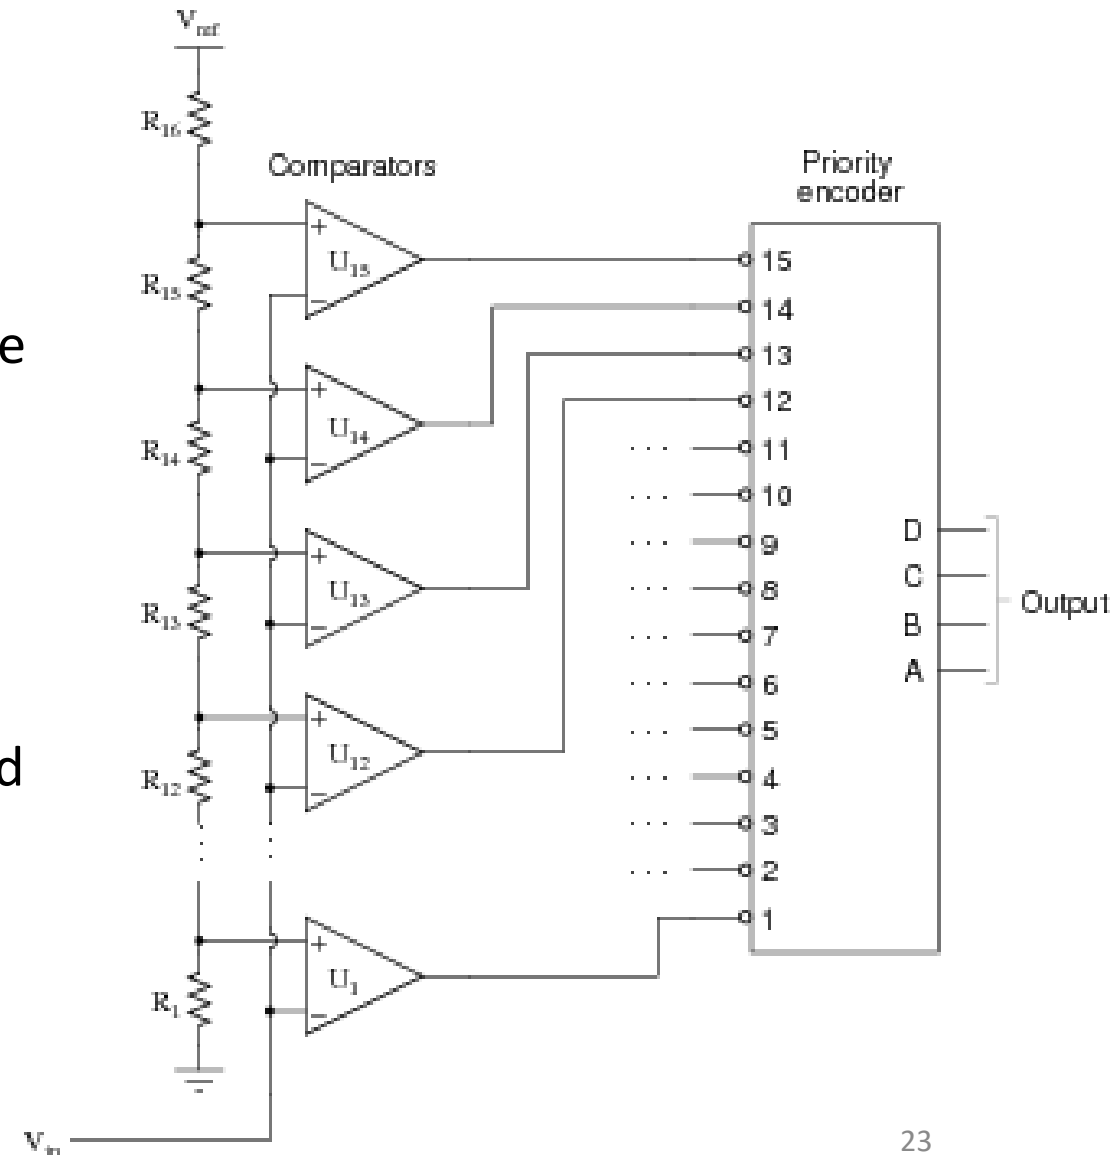 Vref
R16
Comparators
Priority
encoder
+
U15
−
15
R15
14
e
13
+
U14
−
12
R14
... 11
... 10
+
U13
−
... 9
D
... 8
C
R13
Output
... 7
B
... 6
A
+
U12
−
... 5
d
R12
... 4
... 3
... 2
1
+
U1
−
R1
Vin
23